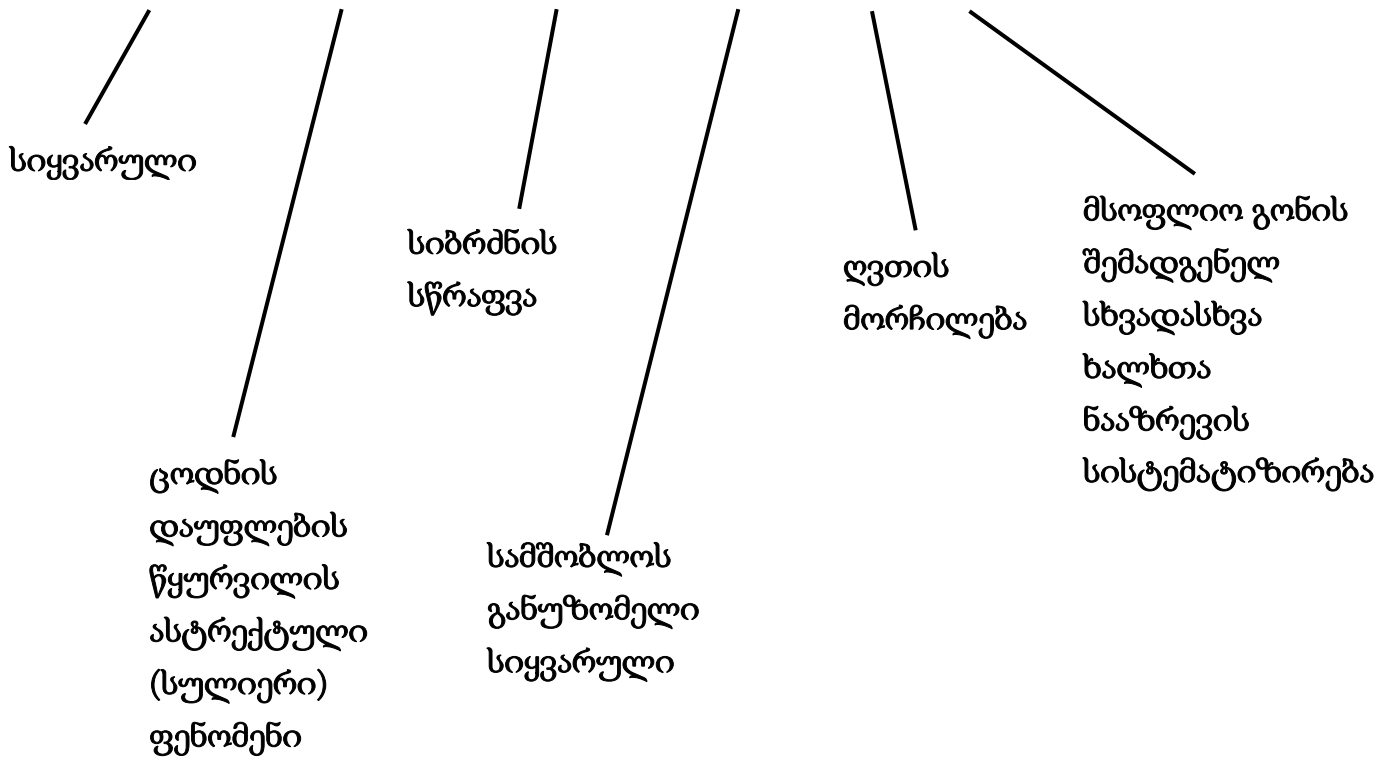 სიყვარული
ცოდნის
დაუფლების
წყურვილის
ასტრექტული
(სულიერი)
ფენომენი
სიბრძნის
სწრაფვა
სამშობლოს
განუზომელი
სიყვარული
ღვთის
მორჩილება
მსოფლიო გონის
შემადგენელ
სხვადასხვა
ხალხთა
ნააზრევის
სისტემატიზირება